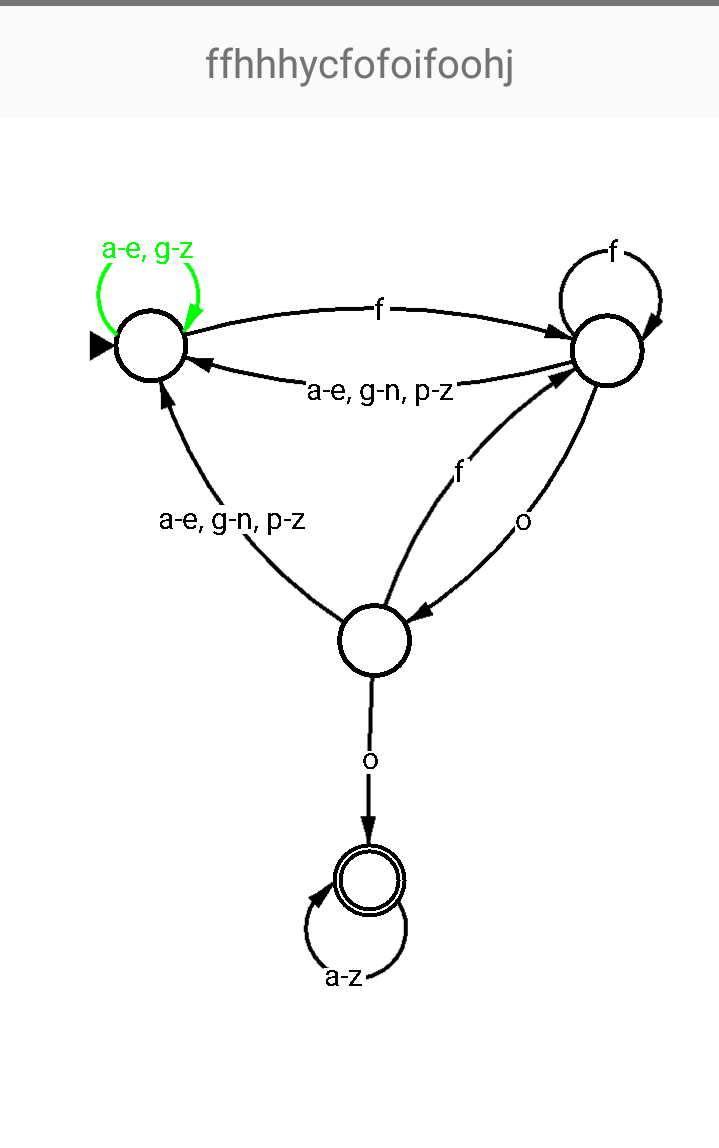 ffhhhycfofoifoohj
a-e, g-z
f
f
a-e, g-n, p-z
f
a-e, g-n, p-z
o
o
a-z